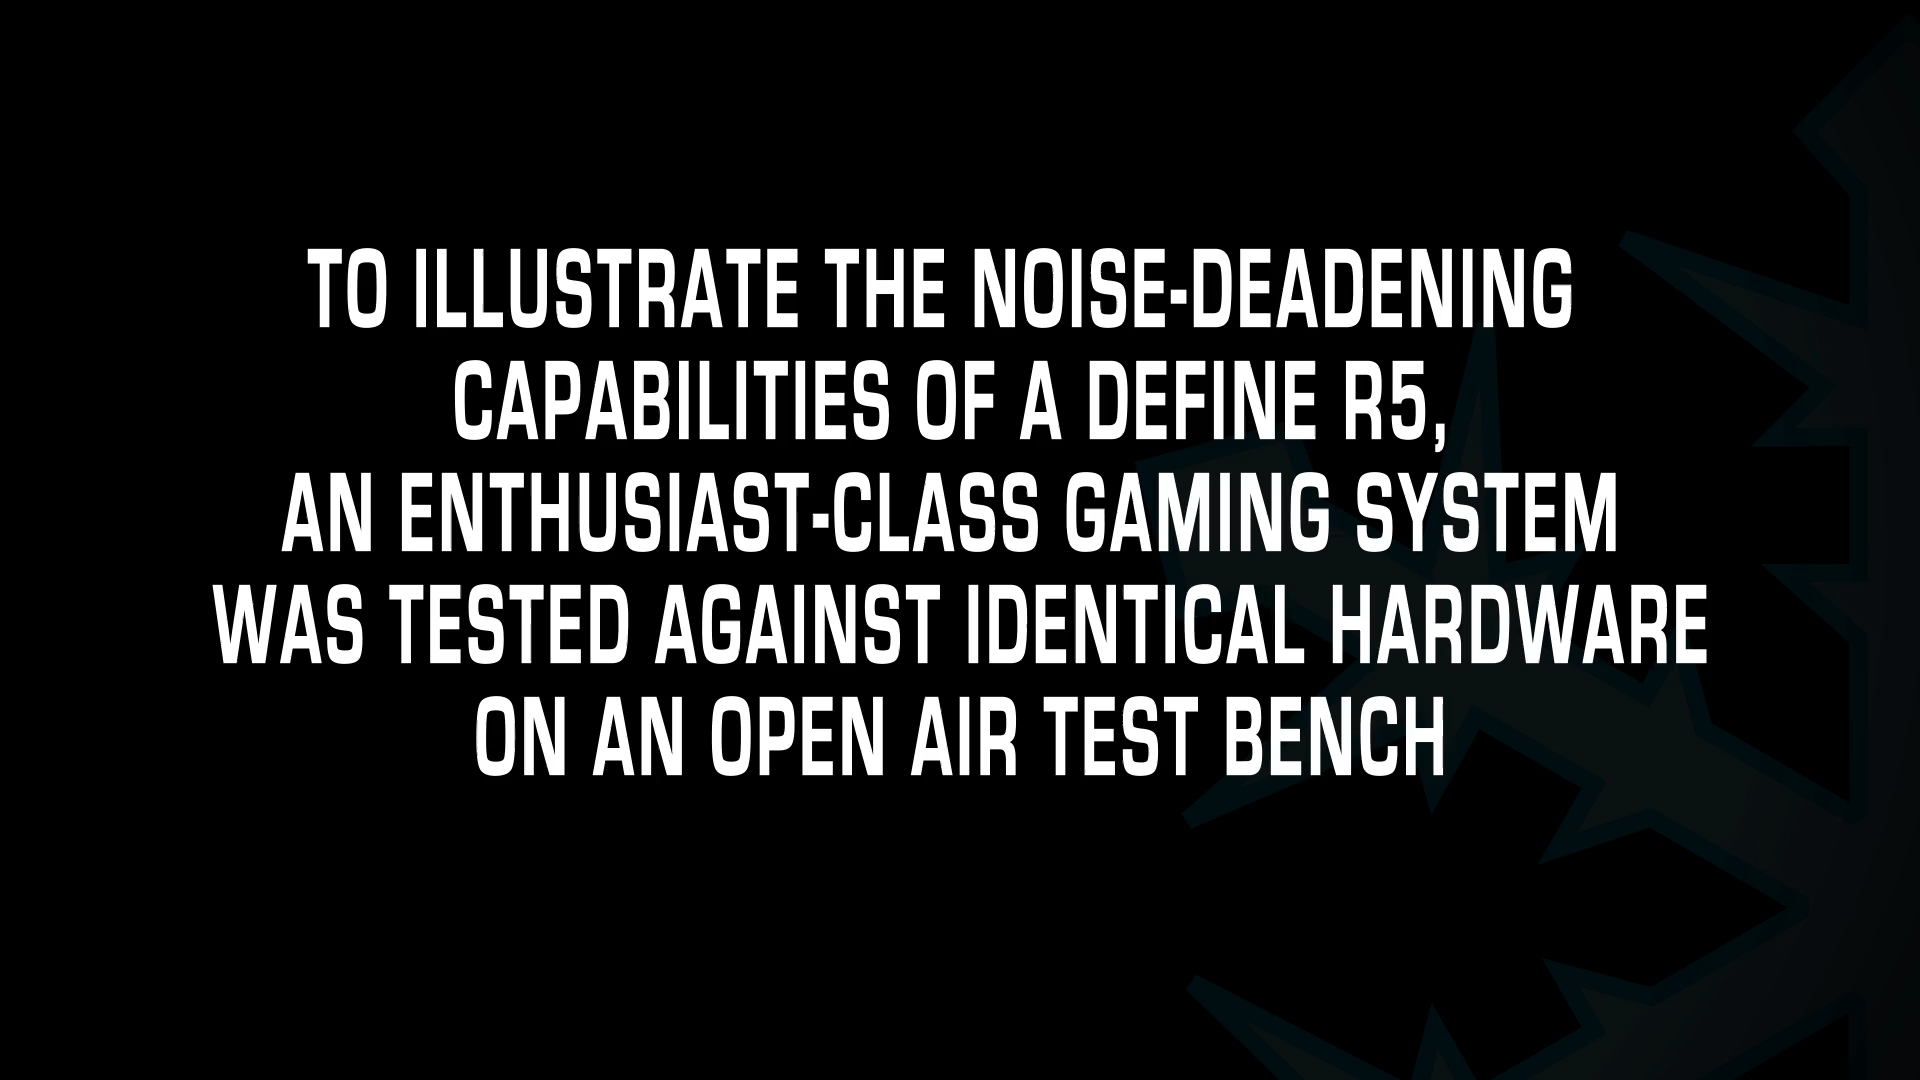 TO ILLUSTRATE THE NOISE-DEADENING
CAPABILITIES OF A DEFINE R5,
AN ENTHUSIAST-CLASS GAMING SYSTEM
WAS TESTED AGAINST IDENTICAL HARDWARE
ON AN OPEN AIR TEST BENCH